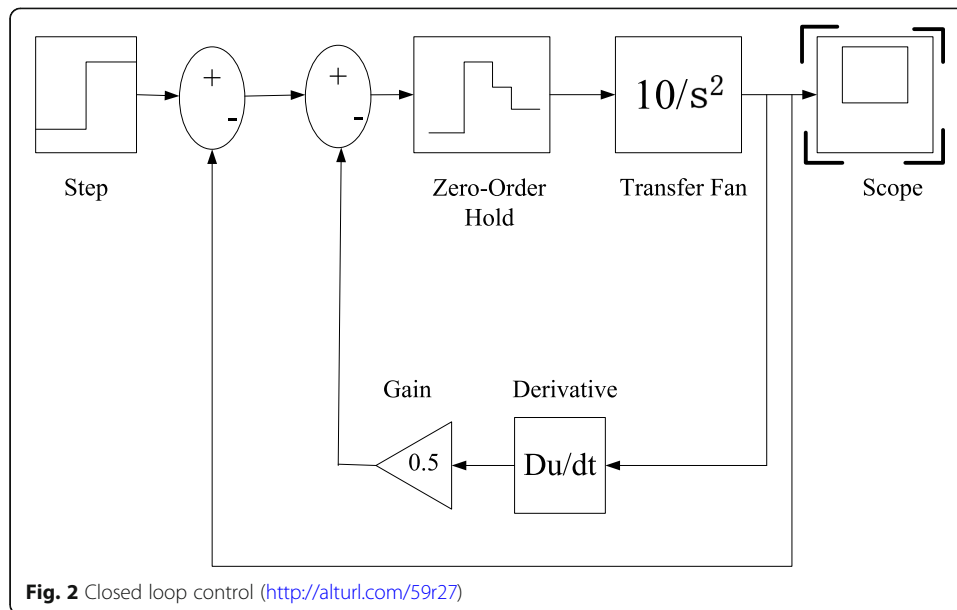 +
-
+
-
10/s²
Step
Zero-Order
Hold
Transfer Fan
Scope
Gain
Derivative
0.5
Du/dt
Fig. 2 Closed loop control (http://alturl.com/59r27)